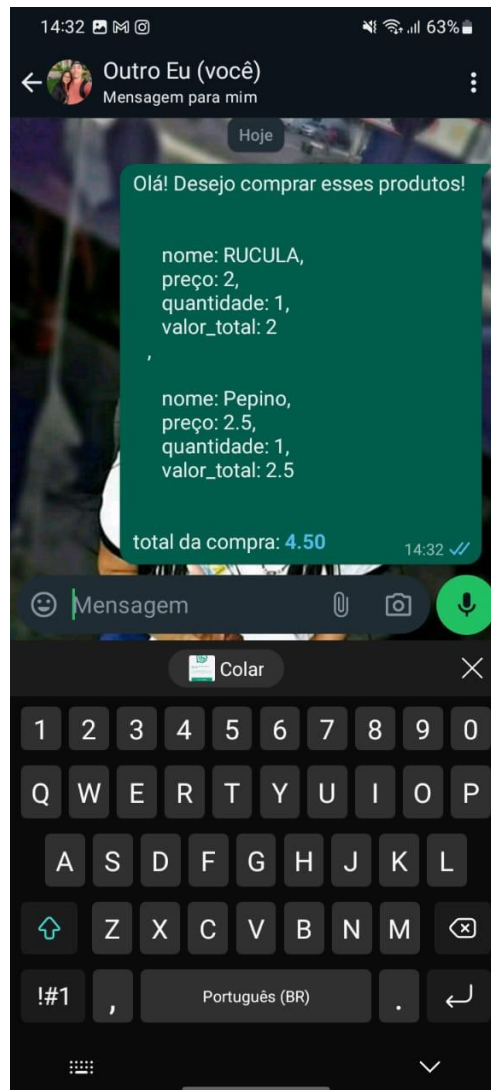 14:32
63%
Outro Eu (você)
Mensagem para mim
Hoje
Olá! Desejo comprar esses produtos!
nome: RUCULA,
preço: 2,
quantidade: 1,
valor_total: 2
,
nome: Pepino,
preço: 2.5,
quantidade: 1,
valor_total: 2.5
total da compra: 4.50
14:32
Mensagem
Colar
1 2 3 4 5 6 7 8 9 0
Q W E R T Y U I O P
A S D F G H J K L
Z X C V B N M
!#1 , Português (BR) .